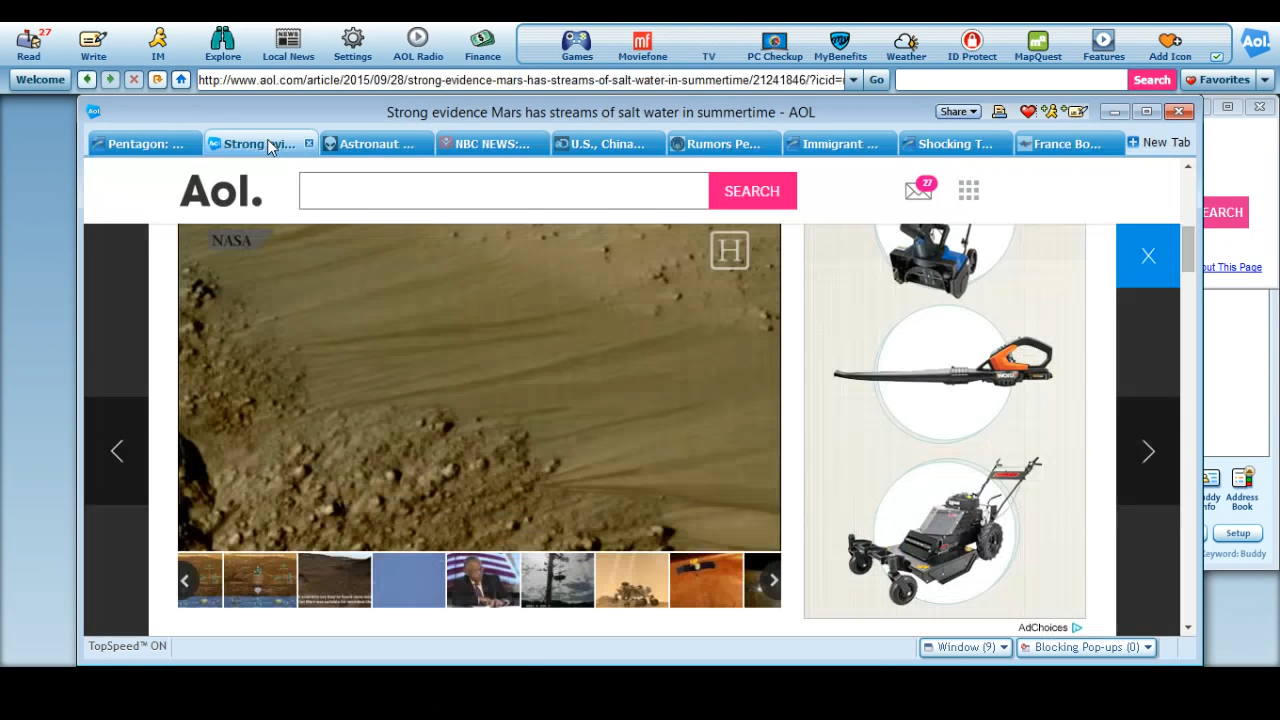 27
Read
Write
IM
Explore
Local News
Settings
AOL Radio
Finance
Games
mf
Moviefone
TV
PC Checkup
MyBenefits
Weather
ID Protect
MapQuest
Features
Add Icon
Aol.
Welcome
http://www.aol.com/article/2015/09/28/strong-evidence-mars-has-streams-of-salt-water-in-summertime/21241846/?icid=
Go
Search
Favorites
Strong evidence Mars has streams of salt water in summertime - AOL
Share
Pentagon: ...
Strong evi...
Astronaut ...
NBC NEWS:...
U.S., China...
Rumors Pe...
Immigrant ...
Shocking T...
France Bo...
New Tab
Aol.
SEARCH
27
EARCH
NASA
H
X
out This Page
Address
Book
Setup
eyword: Buddy
AdChoices
TopSpeed™ ON
Window (9)
Blocking Pop-ups (0)